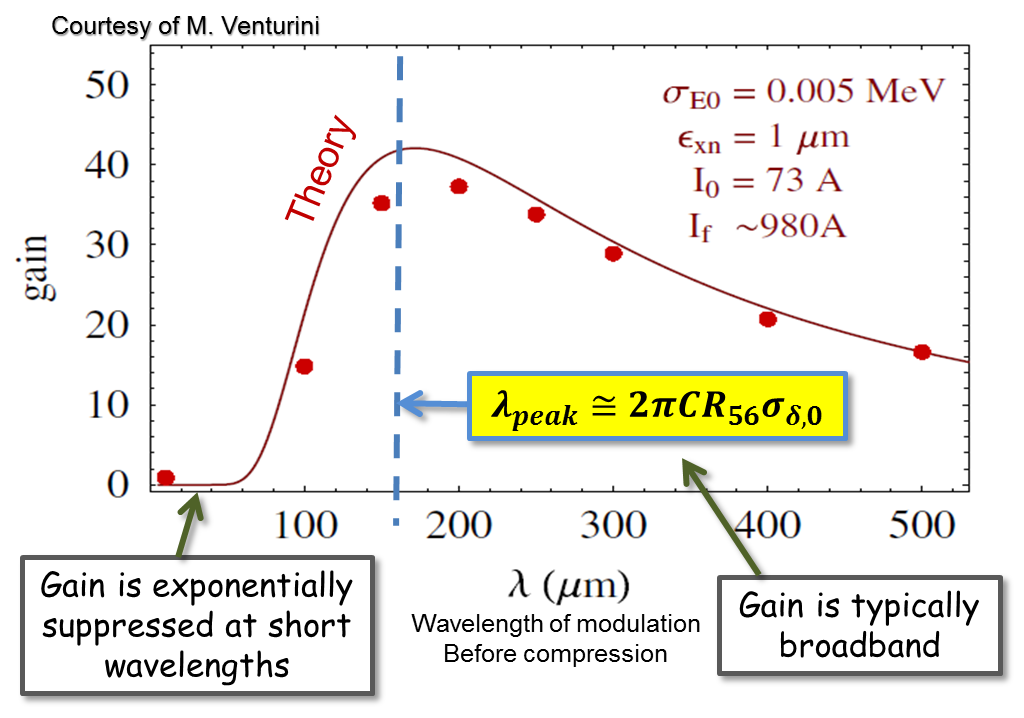 Courtesy of M. Venturini
50
40
30
20
10
0
gain
Theory
σE0 = 0.005 MeV
ϵxn = 1 μm
I0 = 73 A
If ~980A
λpeak ≅ 2πCR56σδ,0
100 200 300 400 500
λ (μm)
Wavelength of modulation
Before compression
Gain is exponentially
suppressed at short
wavelengths
Gain is typically
broadband